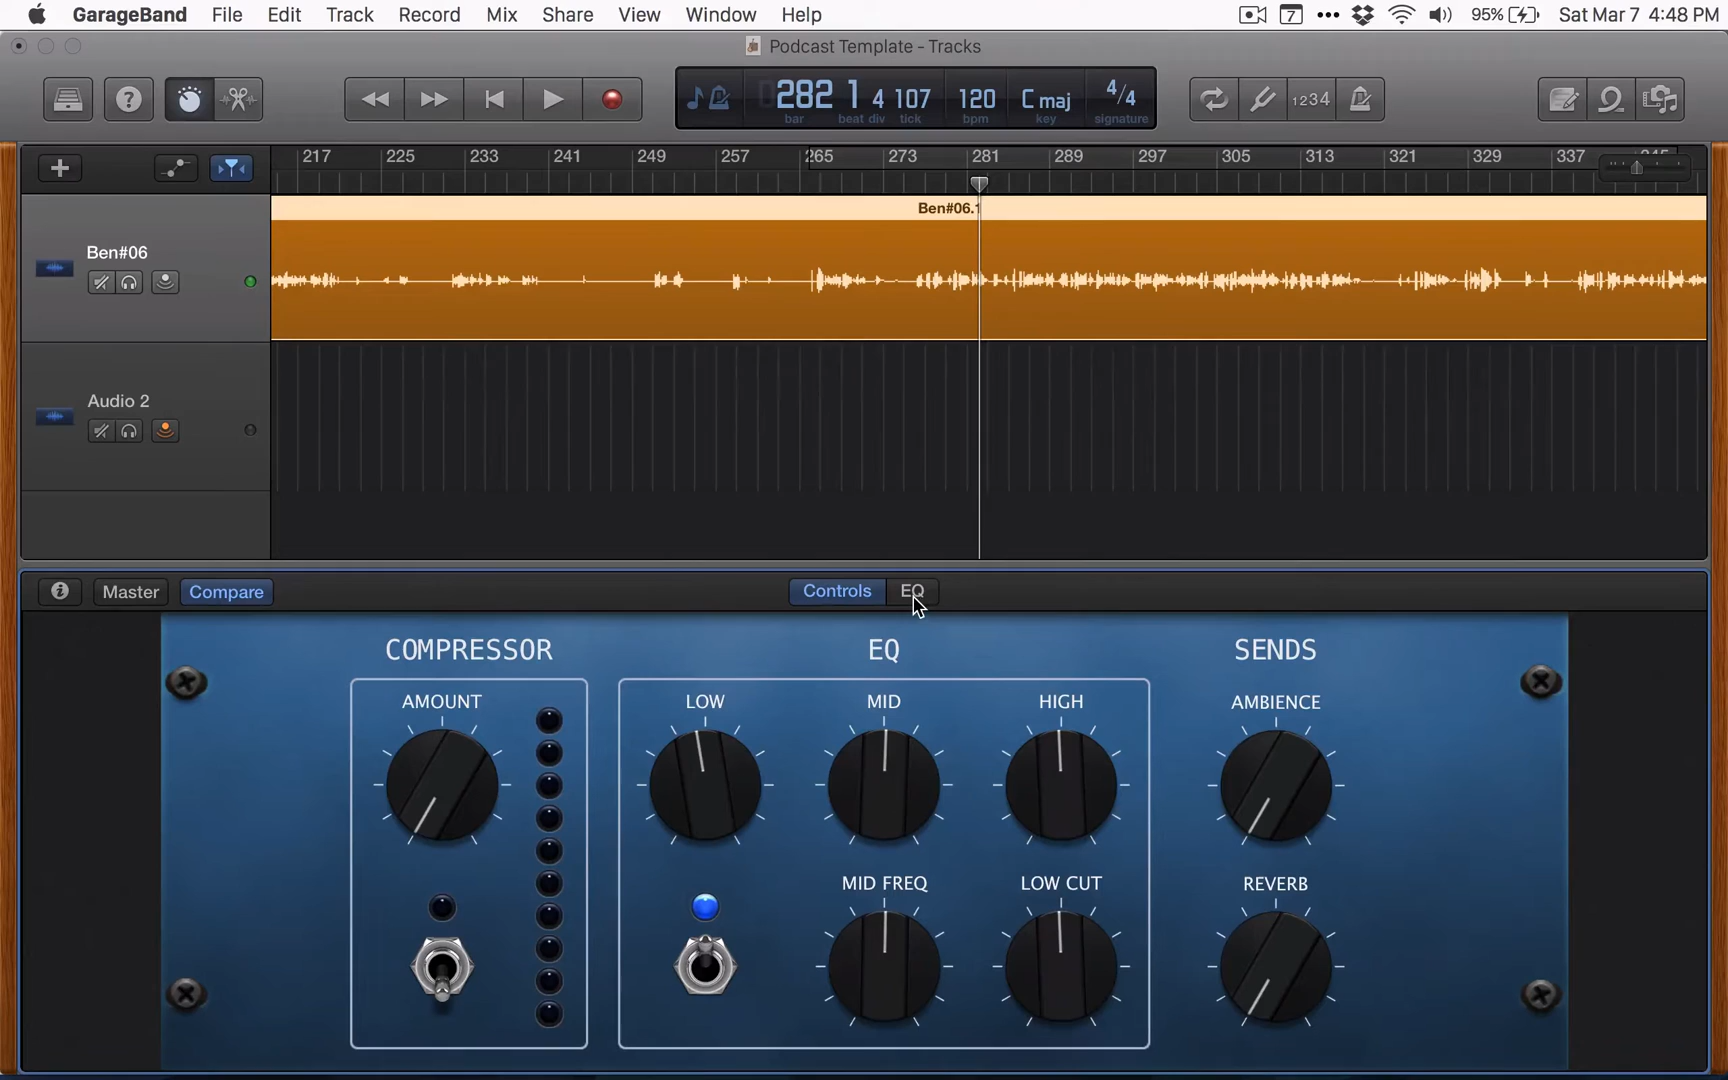 GarageBand File Edit Track Record Mix Share View Window Help 7 95% Sat Mar 7 4:48 PM
Podcast Template - Tracks
282 1 4 107 120 C maj 4/4
bar beat div tick bpm key signature
1234
217 225 233 241 249 257 265 273 281 289 297 305 313 321 329 337 345
Ben#06.1
Ben#06
Audio 2
Master Compare Controls EQ
COMPRESSOR EQ SENDS
AMOUNT LOW MID HIGH AMBIENCE
MID FREQ LOW CUT REVERB